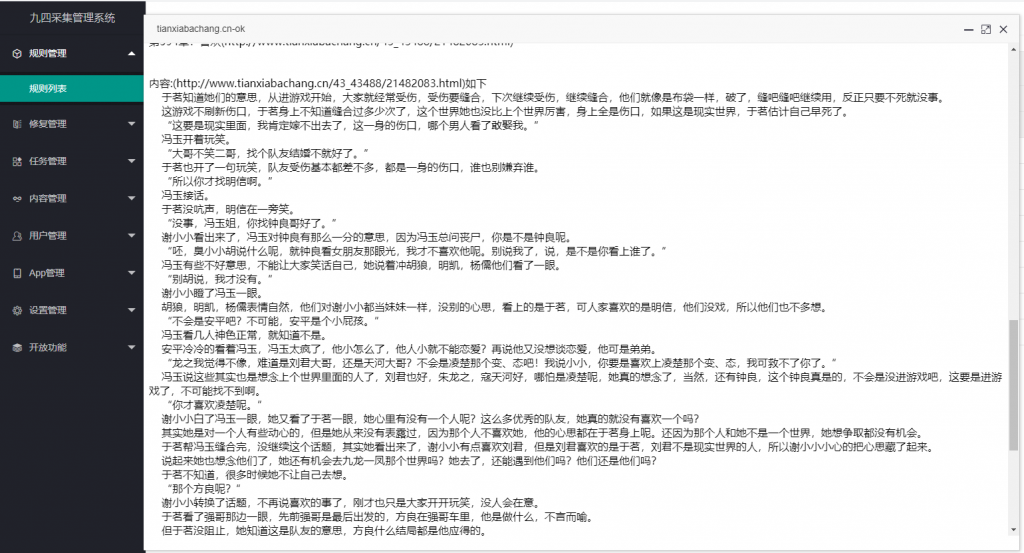 九四采集管理系统
规则管理
规则列表
修复管理
任务管理
内容管理
用户管理
App管理
设置管理
开放功能
tianxiabachang.cn-ok
内容:(http://www.tianxiabachang.cn/43_43488/21482083.html)如下
于茗知道她们的意思，从进游戏开始，大家就经常受伤，受伤要缝合，下次继续受伤，继续缝合，他们就像是布袋一样，破了，缝吧缝吧继续用，反正只要不死就没事。
这游戏不刷新伤口，于茗身上不知道缝合过多少次了，这个世界她也没比上个世界厉害，身上全是伤口，如果这是现实世界，于茗估计自己早死了。
“这要是现实里面，我肯定嫁不出去了，这一身的伤口，哪个男人看了敢娶我。”
冯玉开着玩笑。
“大哥不笑二哥，找个队友结婚不就好了。”
于茗也开了一句玩笑，队友受伤基本都差不多，都是一身的伤口，谁也别嫌弃谁。
“所以你才找明信啊。”
冯玉接话。
于茗没吭声，明信在一旁笑。
“没事，冯玉姐，你找钟良哥好了。”
谢小小看出来了，冯玉对钟良有那么一分的意思，因为冯玉总问丧尸，你是不是钟良呢。
“呸，臭小小胡说什么呢，就钟良看女朋友那眼光，我才不喜欢他呢。别说我了，说，是不是你看上谁了。”
冯玉有些不好意思，不能让大家笑话自己，她说着冲胡狼，明凯，杨儒他们看了一眼。
“别胡说，我才没有。”
谢小小瞪了冯玉一眼。
胡狼，明凯，杨儒表情自然，他们对谢小小都当妹妹一样，没别的心思，看上的是于茗，可人家喜欢的是明信，他们没戏，所以他们也不多想。
“不会是安平吧？不可能，安平是个小屁孩。”
冯玉看几人神色正常，就知道不是。
安平冷冷的看着冯玉，冯玉太疯了，他小怎么了，他人小就不能恋爱？再说他又没想谈恋爱，他可是弟弟。
“龙之我觉得不像，难道是刘君大哥，还是天河大哥？不会是凌楚那个变、态吧！我说小小，你要是喜欢上凌楚那个变、态，我可救不了你了。”
冯玉说这些其实也是想念上个世界里面的人了，刘君也好，朱龙之，寇天河好，哪怕是凌楚呢，她真的想念了，当然，还有钟良，这个钟良真是的，不会是没进游戏吧，这要是进游
戏了，不可能找不到啊。
“你才喜欢凌楚呢。”
谢小小白了冯玉一眼，她又看了于茗一眼，她心里有没有一个人呢？这么多优秀的队友，她真的就没有喜欢一个吗？
其实她是对一个人有些动心的，但是她从来没有表露过，因为那个人不喜欢她，他的心思都在于茗身上呢。还因为那个人和她不是一个世界，她想争取都没有机会。
于茗帮冯玉缝合完，没继续这个话题，其实她看出来了，谢小小有点喜欢刘君，但是刘君喜欢的是于茗，刘君不是现实世界的人，所以谢小小小心的把心思藏了起来。
说起来她也想念他们了，她还有机会去九龙一凤那个世界吗？她去了，还能遇到他们吗？他们还是他们吗？
于茗不知道，很多时候她不让自己去想。
“那个方良呢？”
谢小小转换了话题，不再说喜欢的事了，刚才也只是大家开开玩笑，没人会在意。
于茗看了强哥那边一眼，先前强哥是最后出发的，方良在强哥车里，他是做什么，不言而喻。
但于茗没阻止，她知道这是队友的意思，方良什么结局都是他应得的。